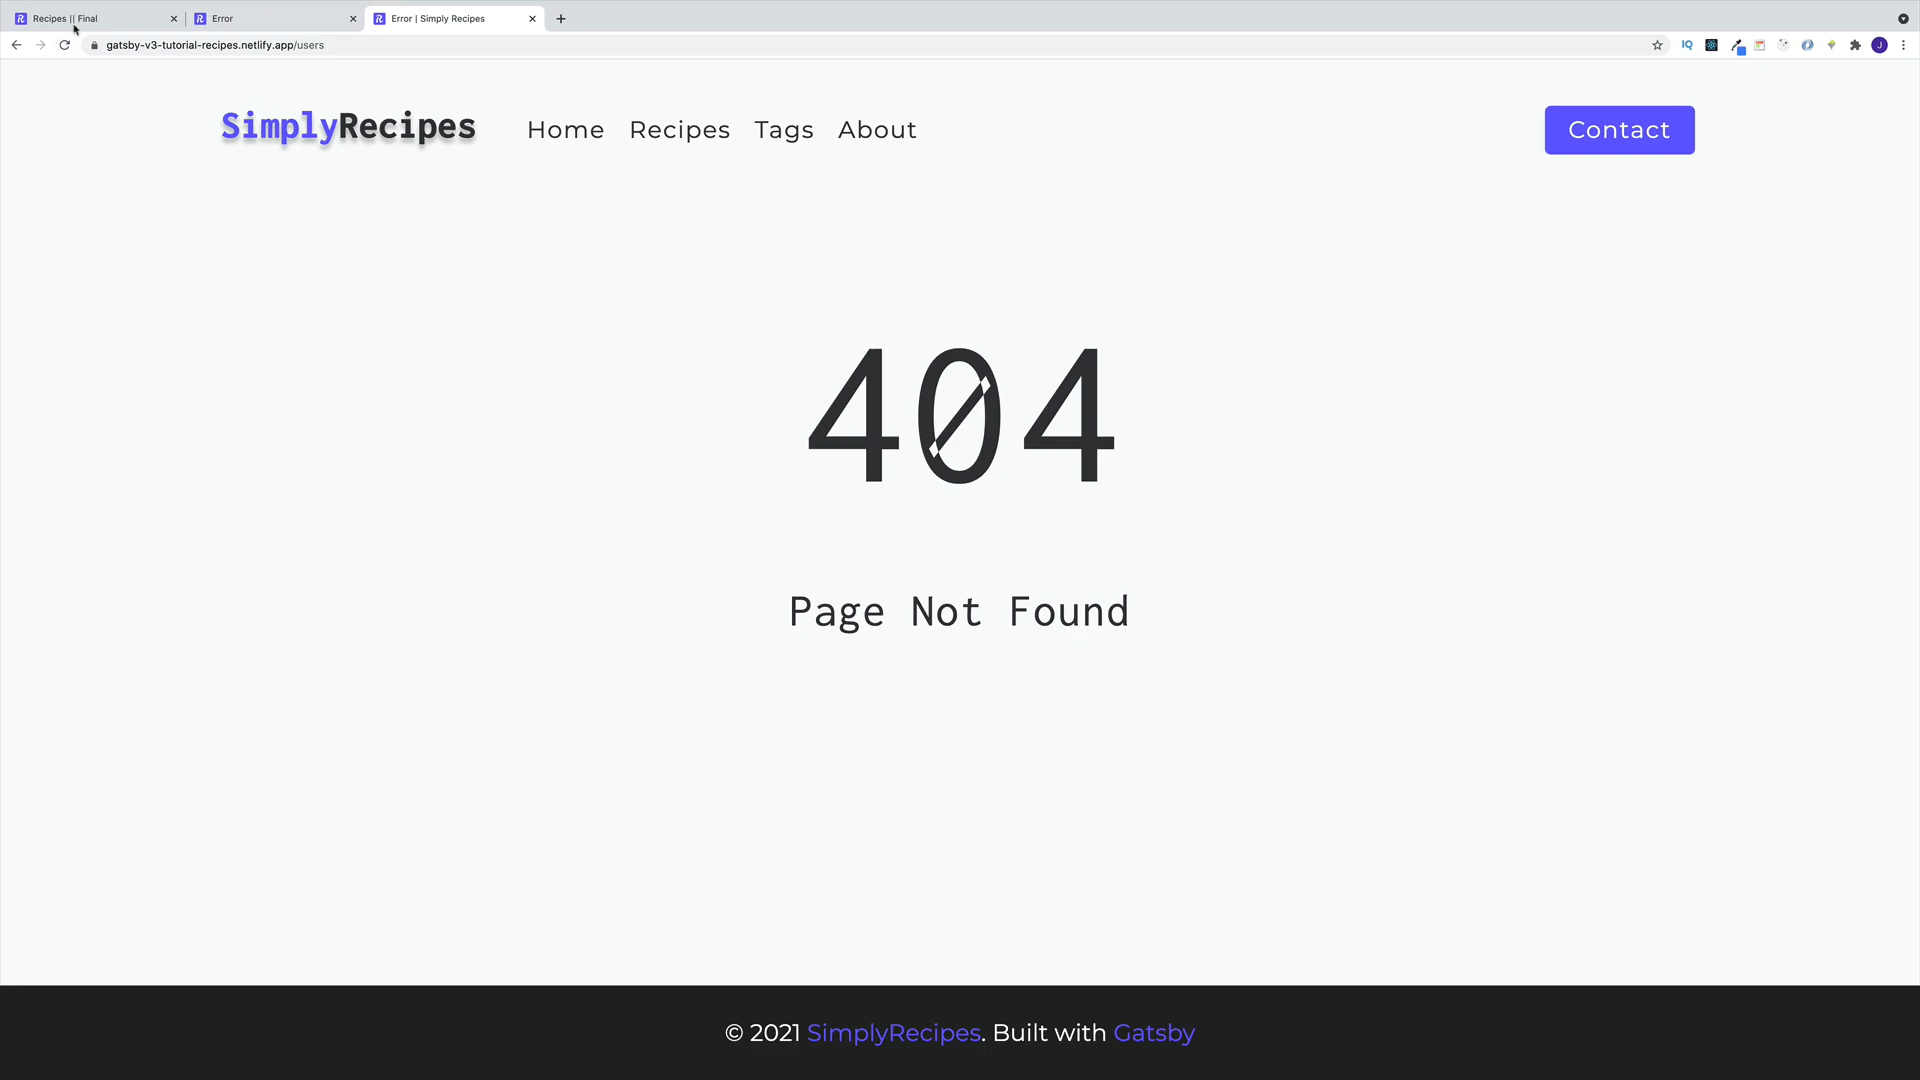 Recipes || Final
Error
Error | Simply Recipes
gatsby-v3-tutorial-recipes.netlify.app/users
IQ
J
SimplyRecipes
Home
Recipes
Tags
About
Contact
404
Page Not Found
© 2021 SimplyRecipes. Built with Gatsby